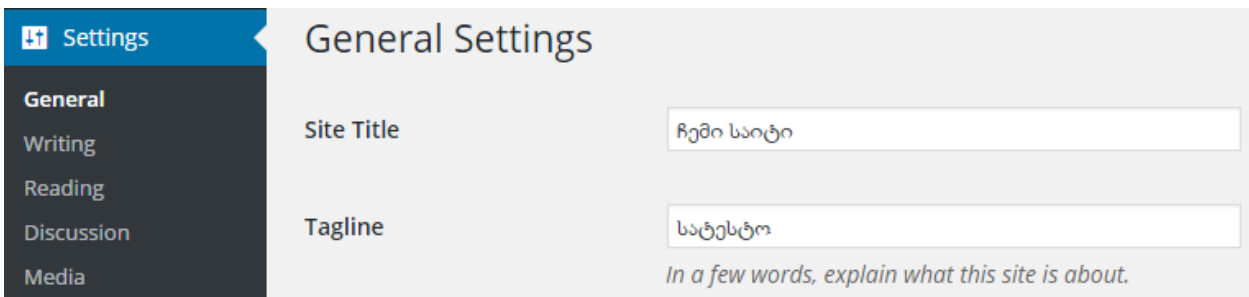 Settings
General
Writing
Reading
Discussion
Media
General Settings
Site Title
ჩემი საიტი
Tagline
სატესტო
In a few words, explain what this site is about.